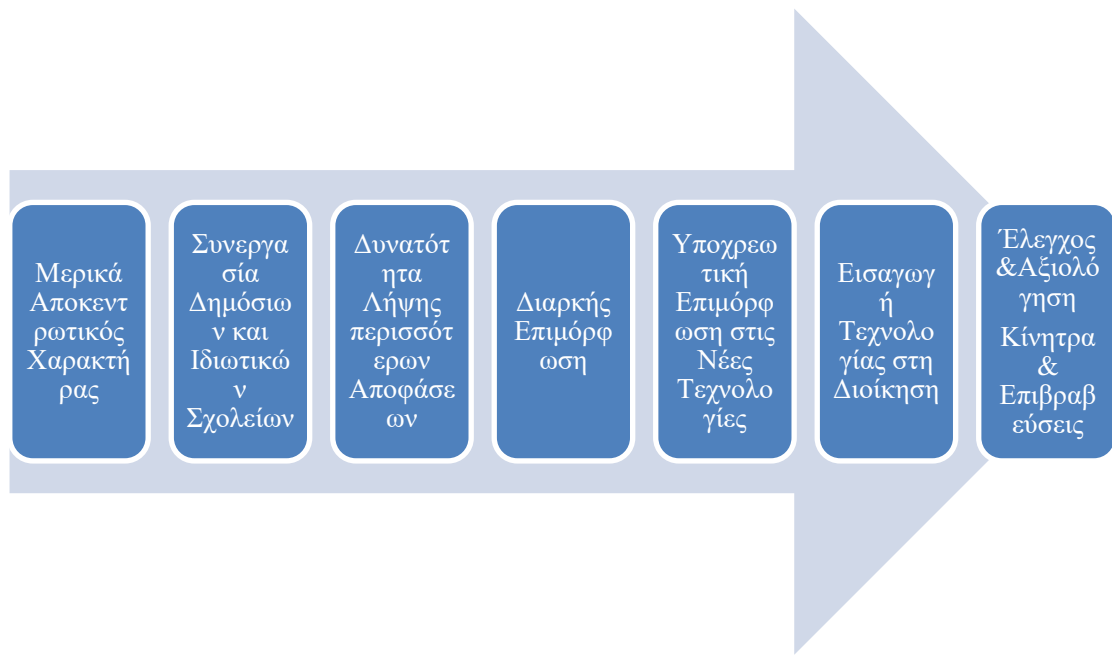 Μερικά
Αποκεντ
ρωτικός
Χαρακτή
ρας
Συνεργα
σία
Δημόσιω
ν και
Ιδιωτικώ
ν
Σχολείων
Δυνατότ
ητα
Λήψης
περισσότ
ερων
Αποφάσε
ων
Διαρκής
Επιμόρφ
ωση
Υποχρεω
τική
Επιμόρφ
ωση στις
Νέες
Τεχνολο
γίες
Εισαγωγ
ή
Τεχνολο
γίας στη
Διοίκηση
Έλεγχος
&Αξιολό
γηση
Κίνητρα
&
Επιβραβ
εύσεις